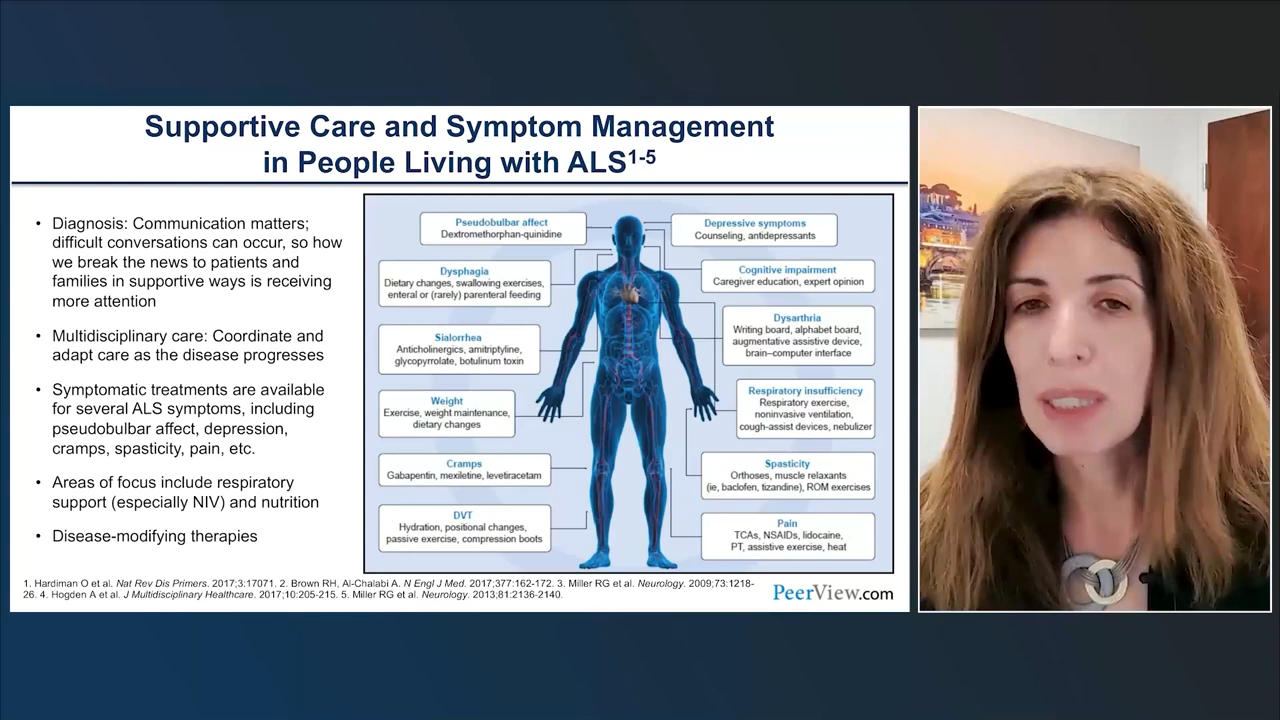 Supportive Care and Symptom Management
in People Living with ALS1-5
• Diagnosis: Communication matters;
difficult conversations can occur, so how
we break the news to patients and
families in supportive ways is receiving
more attention
• Multidisciplinary care: Coordinate and
adapt care as the disease progresses
• Symptomatic treatments are available
for several ALS symptoms, including
pseudobulbar affect, depression,
cramps, spasticity, pain, etc.
• Areas of focus include respiratory
support (especially NIV) and nutrition
• Disease-modifying therapies
Pseudobulbar affect
Dextromethorphan-quinidine
Dysphagia
Dietary changes, swallowing exercises,
enteral or (rarely) parenteral feeding
Sialorrhea
Anticholinergics, amitriptyline,
glycopyrrolate, botulinum toxin
Weight
Exercise, weight maintenance,
dietary changes
Cramps
Gabapentin, mexiletine, levetiracetam
DVT
Hydration, positional changes,
passive exercise, compression boots
Depressive symptoms
Counseling, antidepressants
Cognitive impairment
Caregiver education, expert opinion
Dysarthria
Writing board, alphabet board,
augmentative assistive device,
brain–computer interface
Respiratory insufficiency
Respiratory exercise,
noninvasive ventilation,
cough-assist devices, nebulizer
Spasticity
Orthoses, muscle relaxants
(ie, baclofen, tizandine), ROM exercises
Pain
TCAs, NSAIDs, lidocaine,
PT, assistive exercise, heat
1. Hardiman O et al. Nat Rev Dis Primers. 2017;3:17071. 2. Brown RH, Al-Chalabi A. N Engl J Med. 2017;377:162-172. 3. Miller RG et al. Neurology. 2009;73:1218-
26. 4. Hogden A et al. J Multidisciplinary Healthcare. 2017;10:205-215. 5. Miller RG et al. Neurology. 2013;81:2136-2140.
PeerView.com